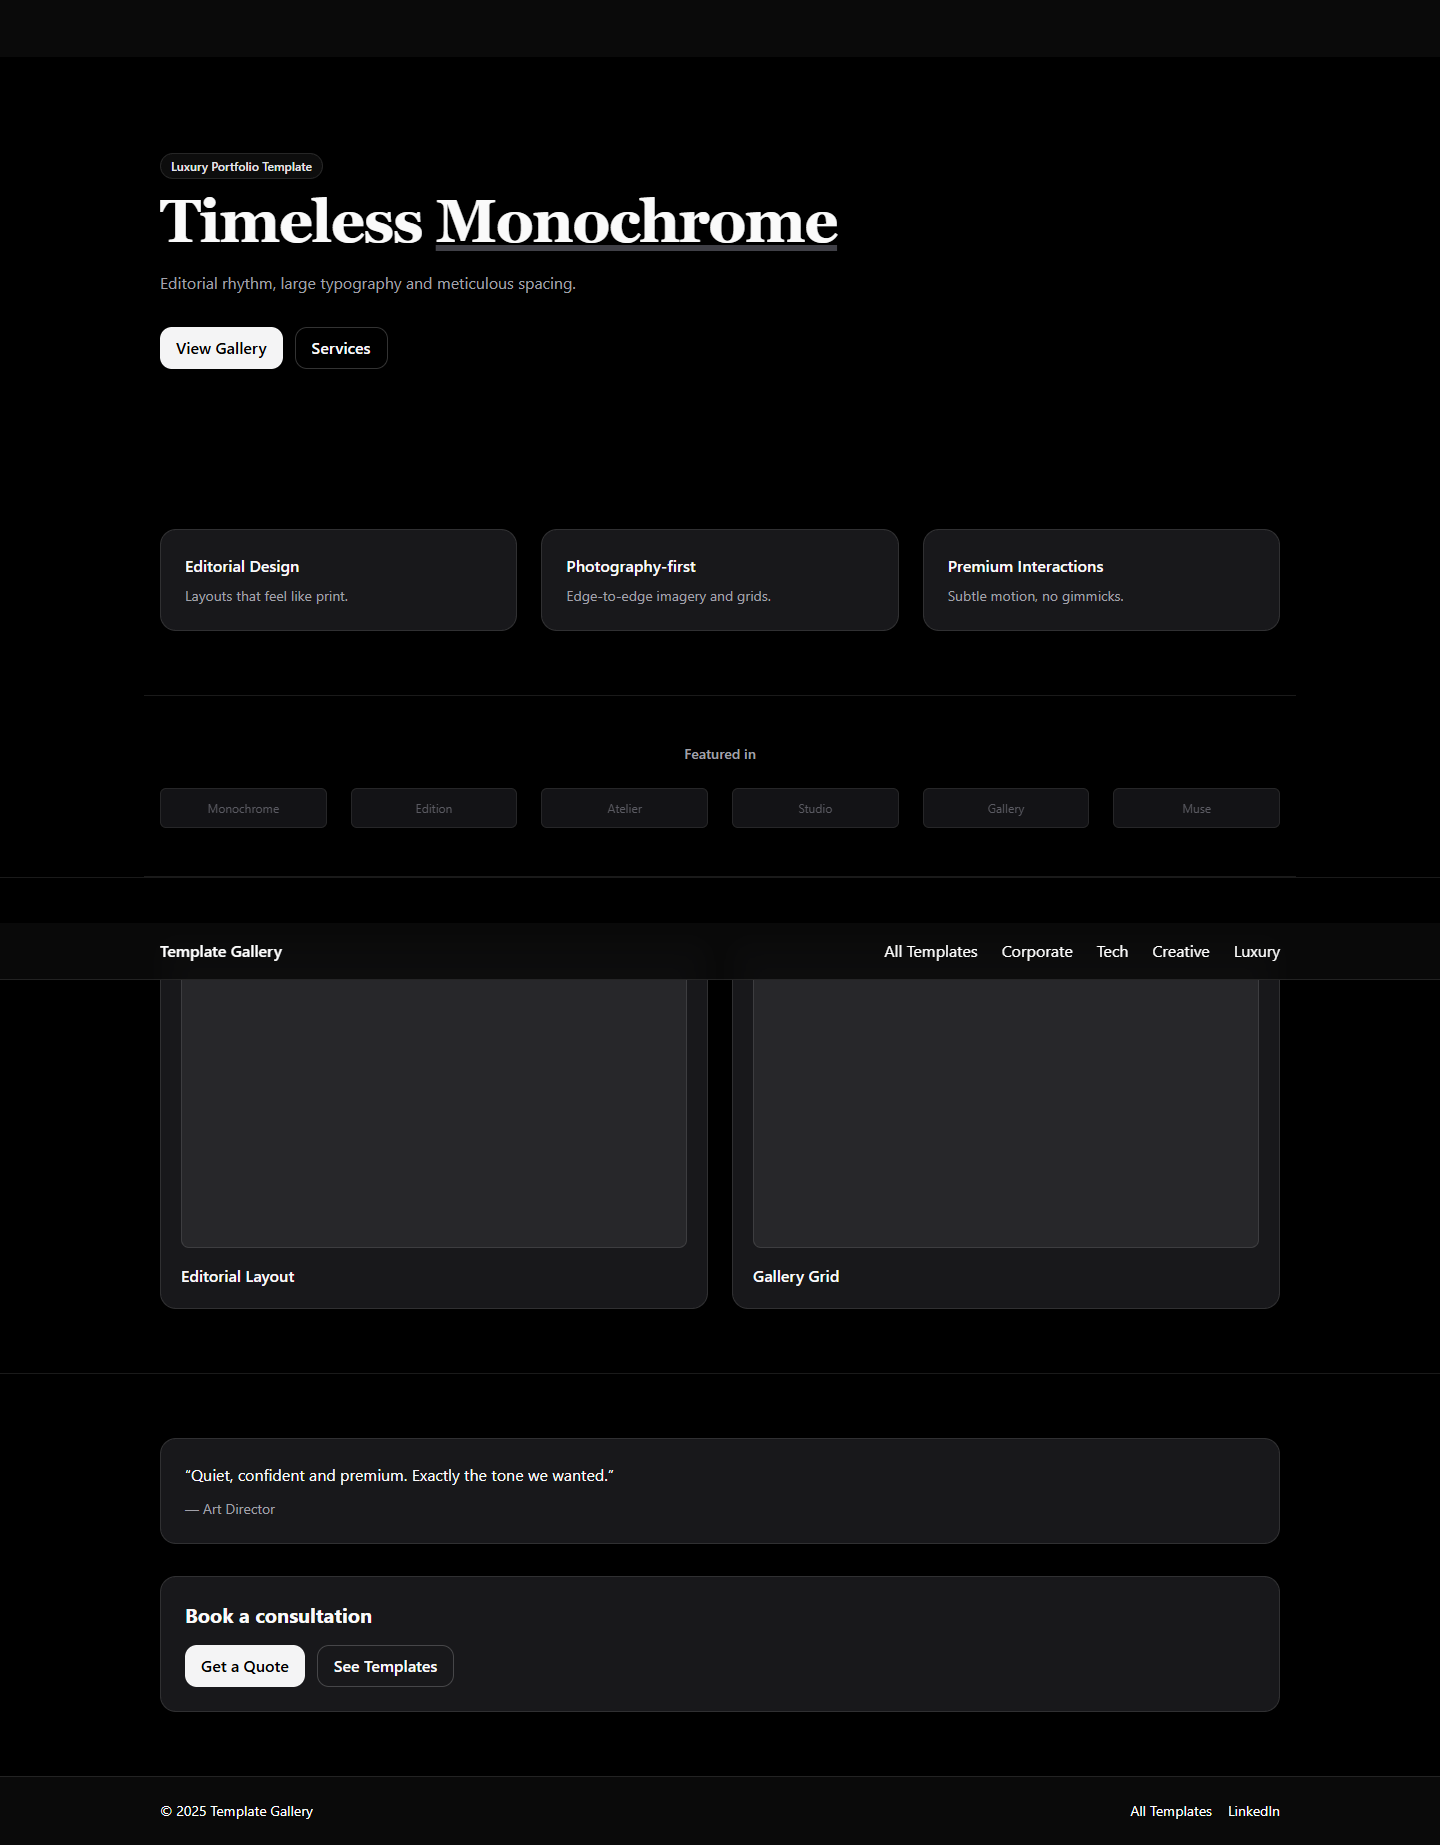 Luxury Portfolio Template
Timeless Monochrome
Editorial rhythm, large typography and meticulous spacing.
View Gallery
Services
Editorial Design
Layouts that feel like print.
Photography-first
Edge-to-edge imagery and grids.
Premium Interactions
Subtle motion, no gimmicks.
Featured in
Monochrome
Edition
Atelier
Studio
Gallery
Muse
Template Gallery
All Templates
Corporate
Tech
Creative
Luxury
Editorial Layout
Gallery Grid
“Quiet, confident and premium. Exactly the tone we wanted.”
— Art Director
Book a consultation
Get a Quote
See Templates
© 2025 Template Gallery
All Templates
LinkedIn